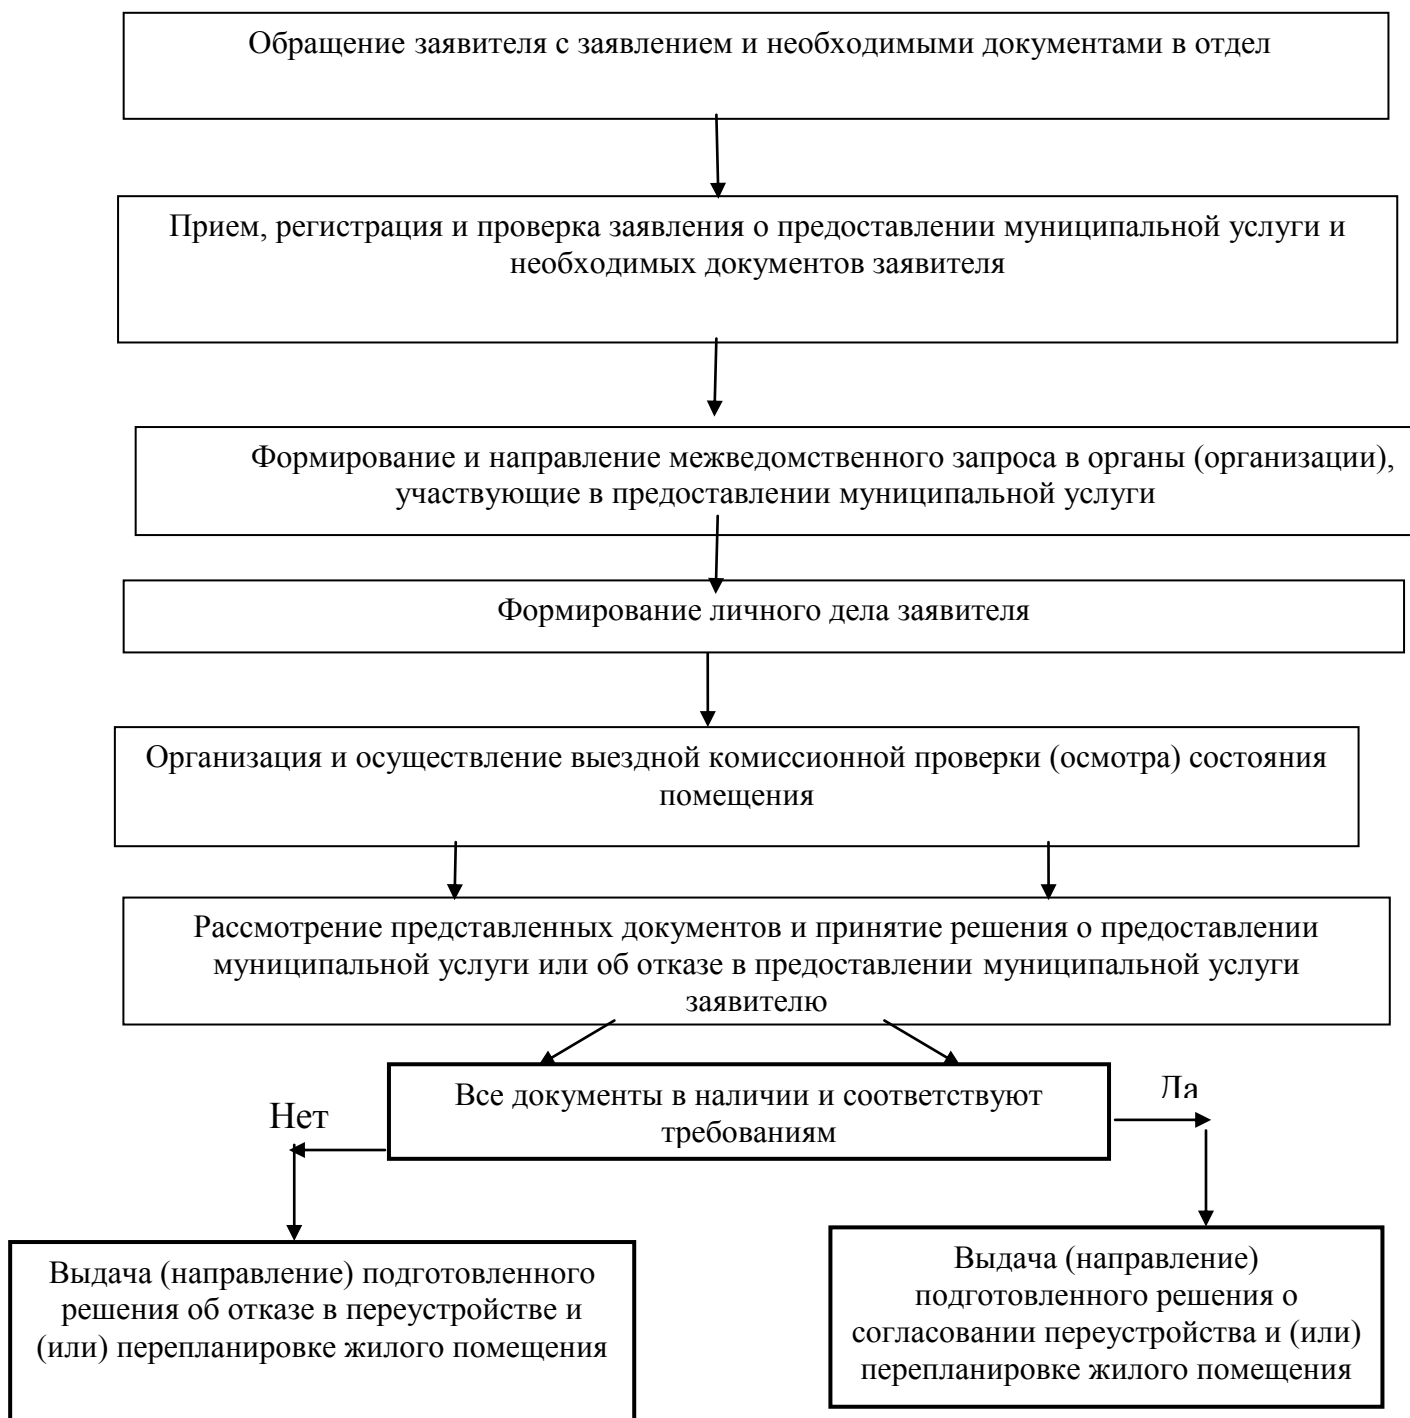 Обращение заявителя с заявлением и необходимыми документами в отдел
Прием, регистрация и проверка заявления о предоставлении муниципальной услуги и
необходимых документов заявителя
Формирование и направление межведомственного запроса в органы (организации),
участвующие в предоставлении муниципальной услуги
Формирование личного дела заявителя
Организация и осуществление выездной комиссионной проверки (осмотра) состояния
помещения
Рассмотрение представленных документов и принятие решения о предоставлении
муниципальной услуги или об отказе в предоставлении муниципальной услуги
заявителю
Все документы в наличии и соответствуют
требованиям
Нет
Да
Выдача (направление) подготовленного
решения об отказе в переустройстве и
(или) перепланировке жилого помещения
Выдача (направление)
подготовленного решения о
согласовании переустройства и (или)
перепланировке жилого помещения